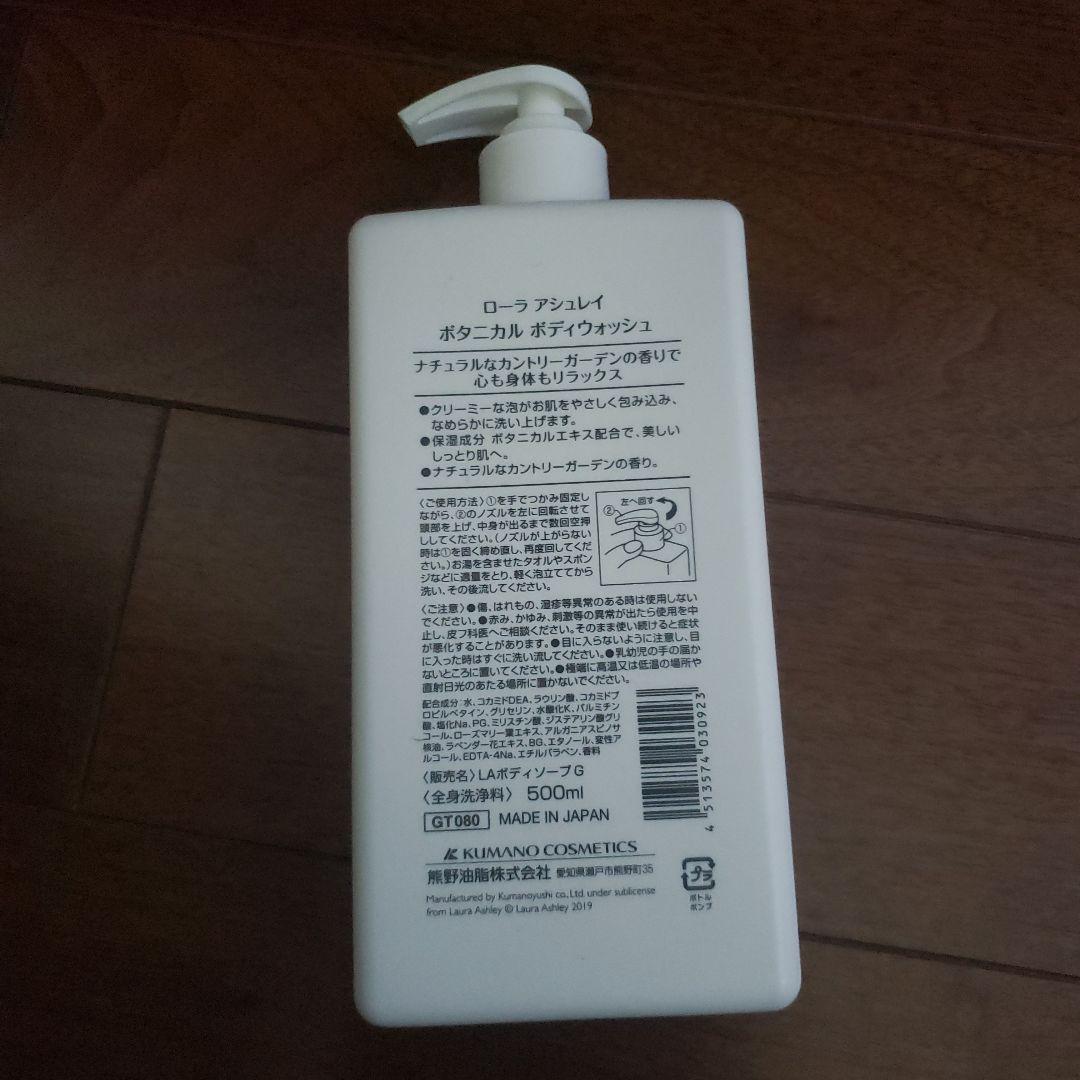 ローラ アシュレイ
ボタニカル ボディウォッシュ
ナチュラルなカントリーガーデンの香りで
心も身体もリラックス
●クリーミーな泡がお肌をやさしく包み込み、
なめらかに洗い上げます。
●保湿成分 ボタニカルエキス配合で、美しい
しっとり肌へ。
●ナチュラルなカントリーガーデンの香り。
〈ご使用方法〉①を手でつかみ固定し
ながら、②のノズルを左に回転させて
頭部を上げ、中身が出るまで数回空押
ししてください。(ノズルが上がらない
時は①を固く締め直し、再度回してくだ
さい。)お湯を含ませたタオルやスポン
ジなどに適量をとり、軽く泡立ててから
洗い、その後流してください。
左へ回す
②
①
〈ご注意〉●傷、はれもの、湿疹等異常のある時は使用しない
でください。●赤み、かゆみ、刺激等の異常が出たら使用を中
止し、皮フ科医へご相談ください。そのまま使い続けると症状
が悪化することがあります。●目に入らないように注意し、目
に入った時はすぐに洗い流してください。●乳幼児の手の届か
ないところに置いてください。●極端に高温又は低温の場所や
直射日光のあたる場所に置かないでください。
配合成分:水、コカミドDEA、ラウリン酸、コカミドプ
ロピルベタイン、グリセリン、水酸化K、パルミチン
酸、塩化Na、PG、ミリスチン酸、ジステアリン酸グリ
コール、ローズマリー葉エキス、アルガニアスピノサ
核油、ラベンダー花エキス、BG、エタノール、変性ア
ルコール、EDTA-4Na、エチルパラベン、香料
〈販売名〉LAボディソープG
〈全身洗浄料〉 500ml
GT080 MADE IN JAPAN
4 513574 030923
KUMANO COSMETICS
熊野油脂株式会社 愛知県瀬戸市熊野町35
Manufactured by Kumanoyushi co.,Ltd. under sublicense
from Laura Ashley © Laura Ashley 2019
プラ
ボトル
ポンプ